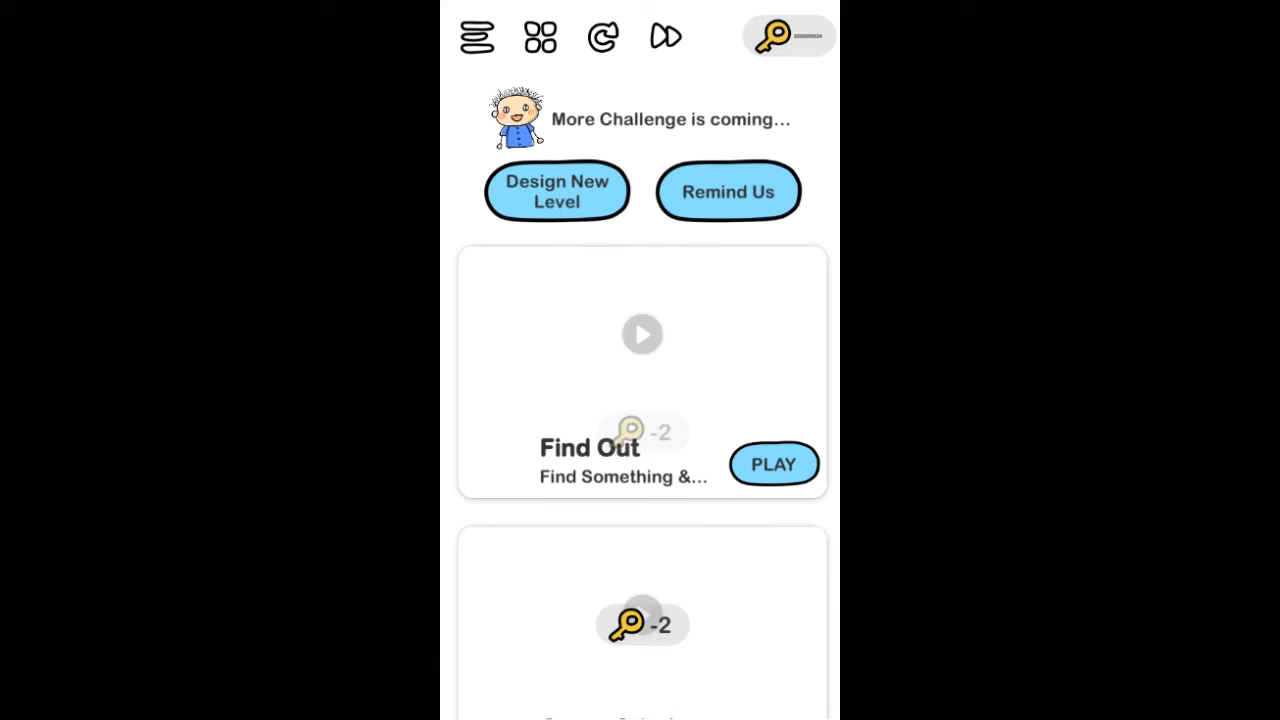 More Challenge is coming...
Design New
Level
Remind Us
-2
Find Out
Find Something &...
PLAY
-2